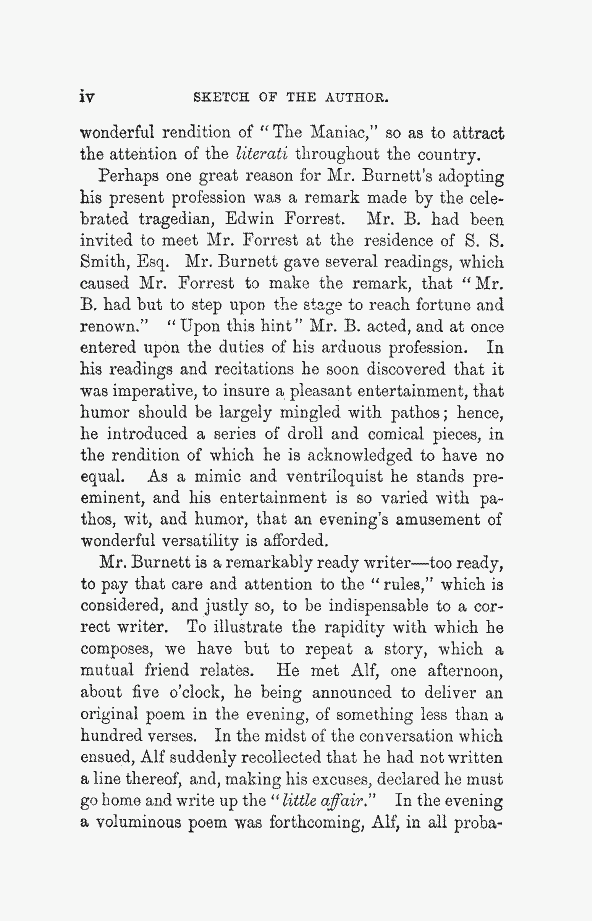 iv SKETCH OF THE AUTHOR.
wonderful rendition of "The Maniac," so as to attract
the attention of the literati throughout the country.
Perhaps one great reason for Mr. Burnett's adopting
his present profession was a remark made by the cele-
brated tragedian, Edwin Forrest. Mr. B. had been
invited to meet Mr. Forrest at the residence of S. S.
Smith, Esq. Mr. Burnett gave several readings, which
caused Mr. Forrest to make the remark, that "Mr.
B. had but to step upon the stage to reach fortune and
renown." "Upon this hint" Mr. B. acted, and at once
entered upon the duties of his arduous profession. In
his readings and recitations he soon discovered that it
was imperative, to insure a pleasant entertainment, that
humor should be largely mingled with pathos; hence,
he introduced a series of droll and comical pieces, in
the rendition of which he is acknowledged to have no
equal. As a mimic and ventriloquist he stands pre-
eminent, and his entertainment is so varied with pa-
thos, wit, and humor, that an evening's amusement of
wonderful versatility is afforded.
Mr. Burnett is a remarkably ready writer—too ready,
to pay that care and attention to the "rules," which is
considered, and justly so, to be indispensable to a cor-
rect writer. To illustrate the rapidity with which he
composes, we have but to repeat a story, which a
mutual friend relates. He met Alf, one afternoon,
about five o'clock, he being announced to deliver an
original poem in the evening, of something less than a
hundred verses. In the midst of the conversation which
ensued, Alf suddenly recollected that he had not written
a line thereof, and, making his excuses, declared he must
go home and write up the "little affair." In the evening
a voluminous poem was forthcoming, Alf, in all proba-